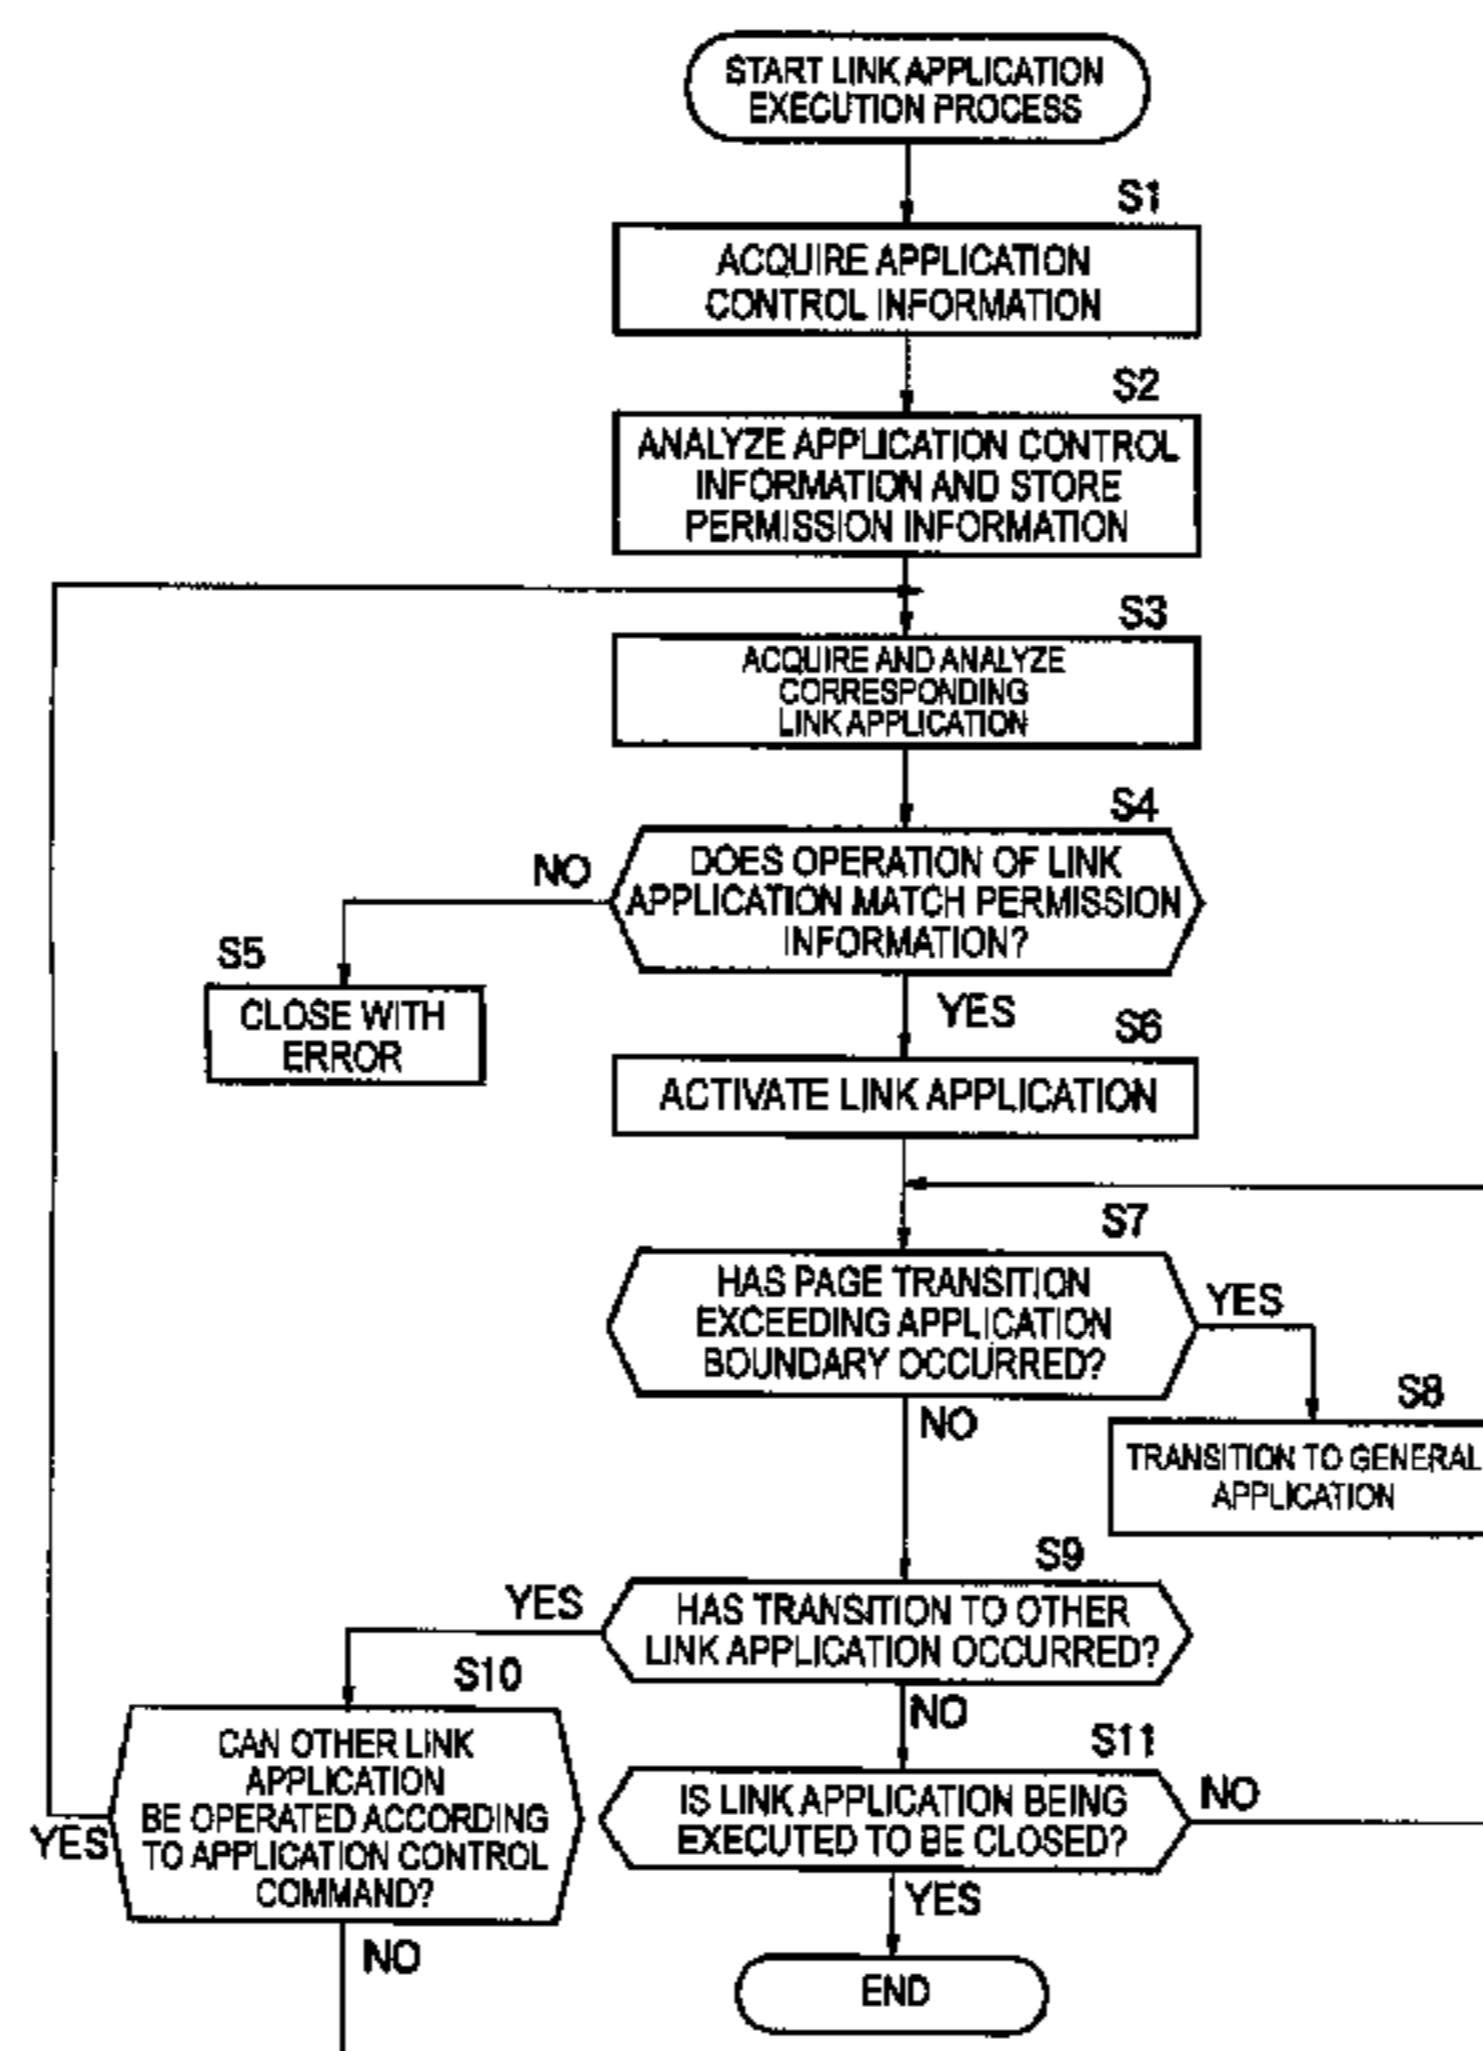 START LINK APPLICATION
EXECUTION PROCESS
S1
ACQUIRE APPLICATION
CONTROL INFORMATION
S2
ANALYZE APPLICATION CONTROL
INFORMATION AND STORE
PERMISSION INFORMATION
S3
ACQUIRE AND ANALYZE
CORRESPONDING
LINK APPLICATION
S4
DOES OPERATION OF LINK
APPLICATION MATCH PERMISSION
INFORMATION?
NO
S5
CLOSE WITH
ERROR
YES
S6
ACTIVATE LINK APPLICATION
S7
HAS PAGE TRANSITION
EXCEEDING APPLICATION
BOUNDARY OCCURRED?
YES
S8
TRANSITION TO GENERAL
APPLICATION
NO
S9
HAS TRANSITION TO OTHER
LINK APPLICATION OCCURRED?
YES
S10
CAN OTHER LINK
APPLICATION
BE OPERATED ACCORDING
TO APPLICATION CONTROL
COMMAND?
YES
NO
NO
S11
IS LINK APPLICATION BEING
EXECUTED TO BE CLOSED?
NO
YES
END